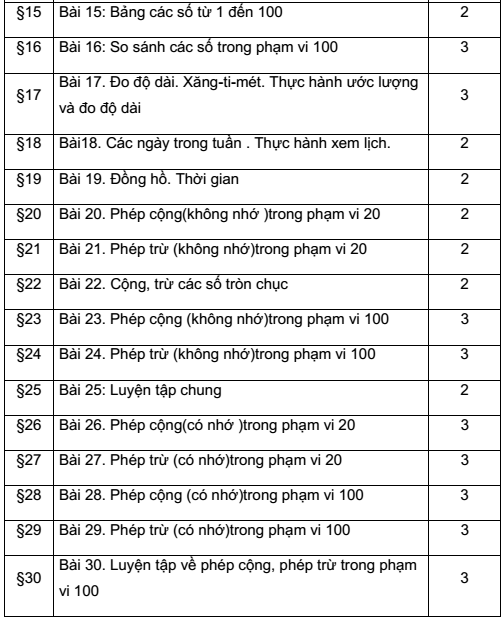 §15 Bài 15: Bảng các số từ 1 đến 100 2
§16 Bài 16: So sánh các số trong phạm vi 100 3
§17 Bài 17. Đo độ dài. Xăng-ti-mét. Thực hành ước lượng
và đo độ dài 3
§18 Bài18. Các ngày trong tuần . Thực hành xem lịch. 2
§19 Bài 19. Đồng hồ. Thời gian 2
§20 Bài 20. Phép cộng(không nhớ )trong phạm vi 20 2
§21 Bài 21. Phép trừ (không nhớ)trong phạm vi 20 2
§22 Bài 22. Cộng, trừ các số tròn chục 2
§23 Bài 23. Phép cộng (không nhớ)trong phạm vi 100 3
§24 Bài 24. Phép trừ (không nhớ)trong phạm vi 100 3
§25 Bài 25: Luyện tập chung 2
§26 Bài 26. Phép cộng(có nhớ )trong phạm vi 20 3
§27 Bài 27. Phép trừ (có nhớ)trong phạm vi 20 3
§28 Bài 28. Phép cộng (có nhớ)trong phạm vi 100 3
§29 Bài 29. Phép trừ (có nhớ)trong phạm vi 100 3
§30 Bài 30. Luyện tập về phép cộng, phép trừ trong phạm
vi 100 3